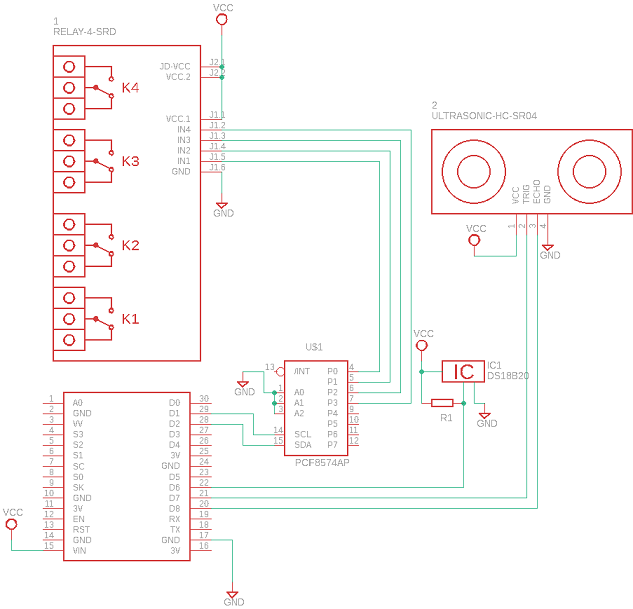 VCC
1
RELAY-4-SRD
JD-VCC J2.1
VCC.2 J2.2
K4
VCC.1 J1.1
IN4 J1.2
IN3 J1.3
IN2 J1.4
IN1 J1.5
GND J1.6
K3
GND
K2
K1
2
ULTRASONIC-HC-SR04
VCC TRIG ECHO GND
1 2 3 4
VCC
GND
VCC
IC
IC1
DS18B20
R1
GND
U$1
13 /INT P0 4
P1 5
1 A0 P2 6
2 A1 P3 7
3 A2 P4 9
P5 10
14 SCL P6 11
15 SDA P7 12
GND
PCF8574AP
1 A0 D0 30
2 GND D1 29
3 VV D2 28
4 S3 D3 27
5 S2 D4 26
6 S1 3V 25
7 SC GND 24
8 S0 D5 23
9 SK D6 22
10 GND D7 21
11 3V D8 20
12 EN RX 19
13 RST TX 18
14 GND GND 17
15 VIN 3V 16
VCC
GND